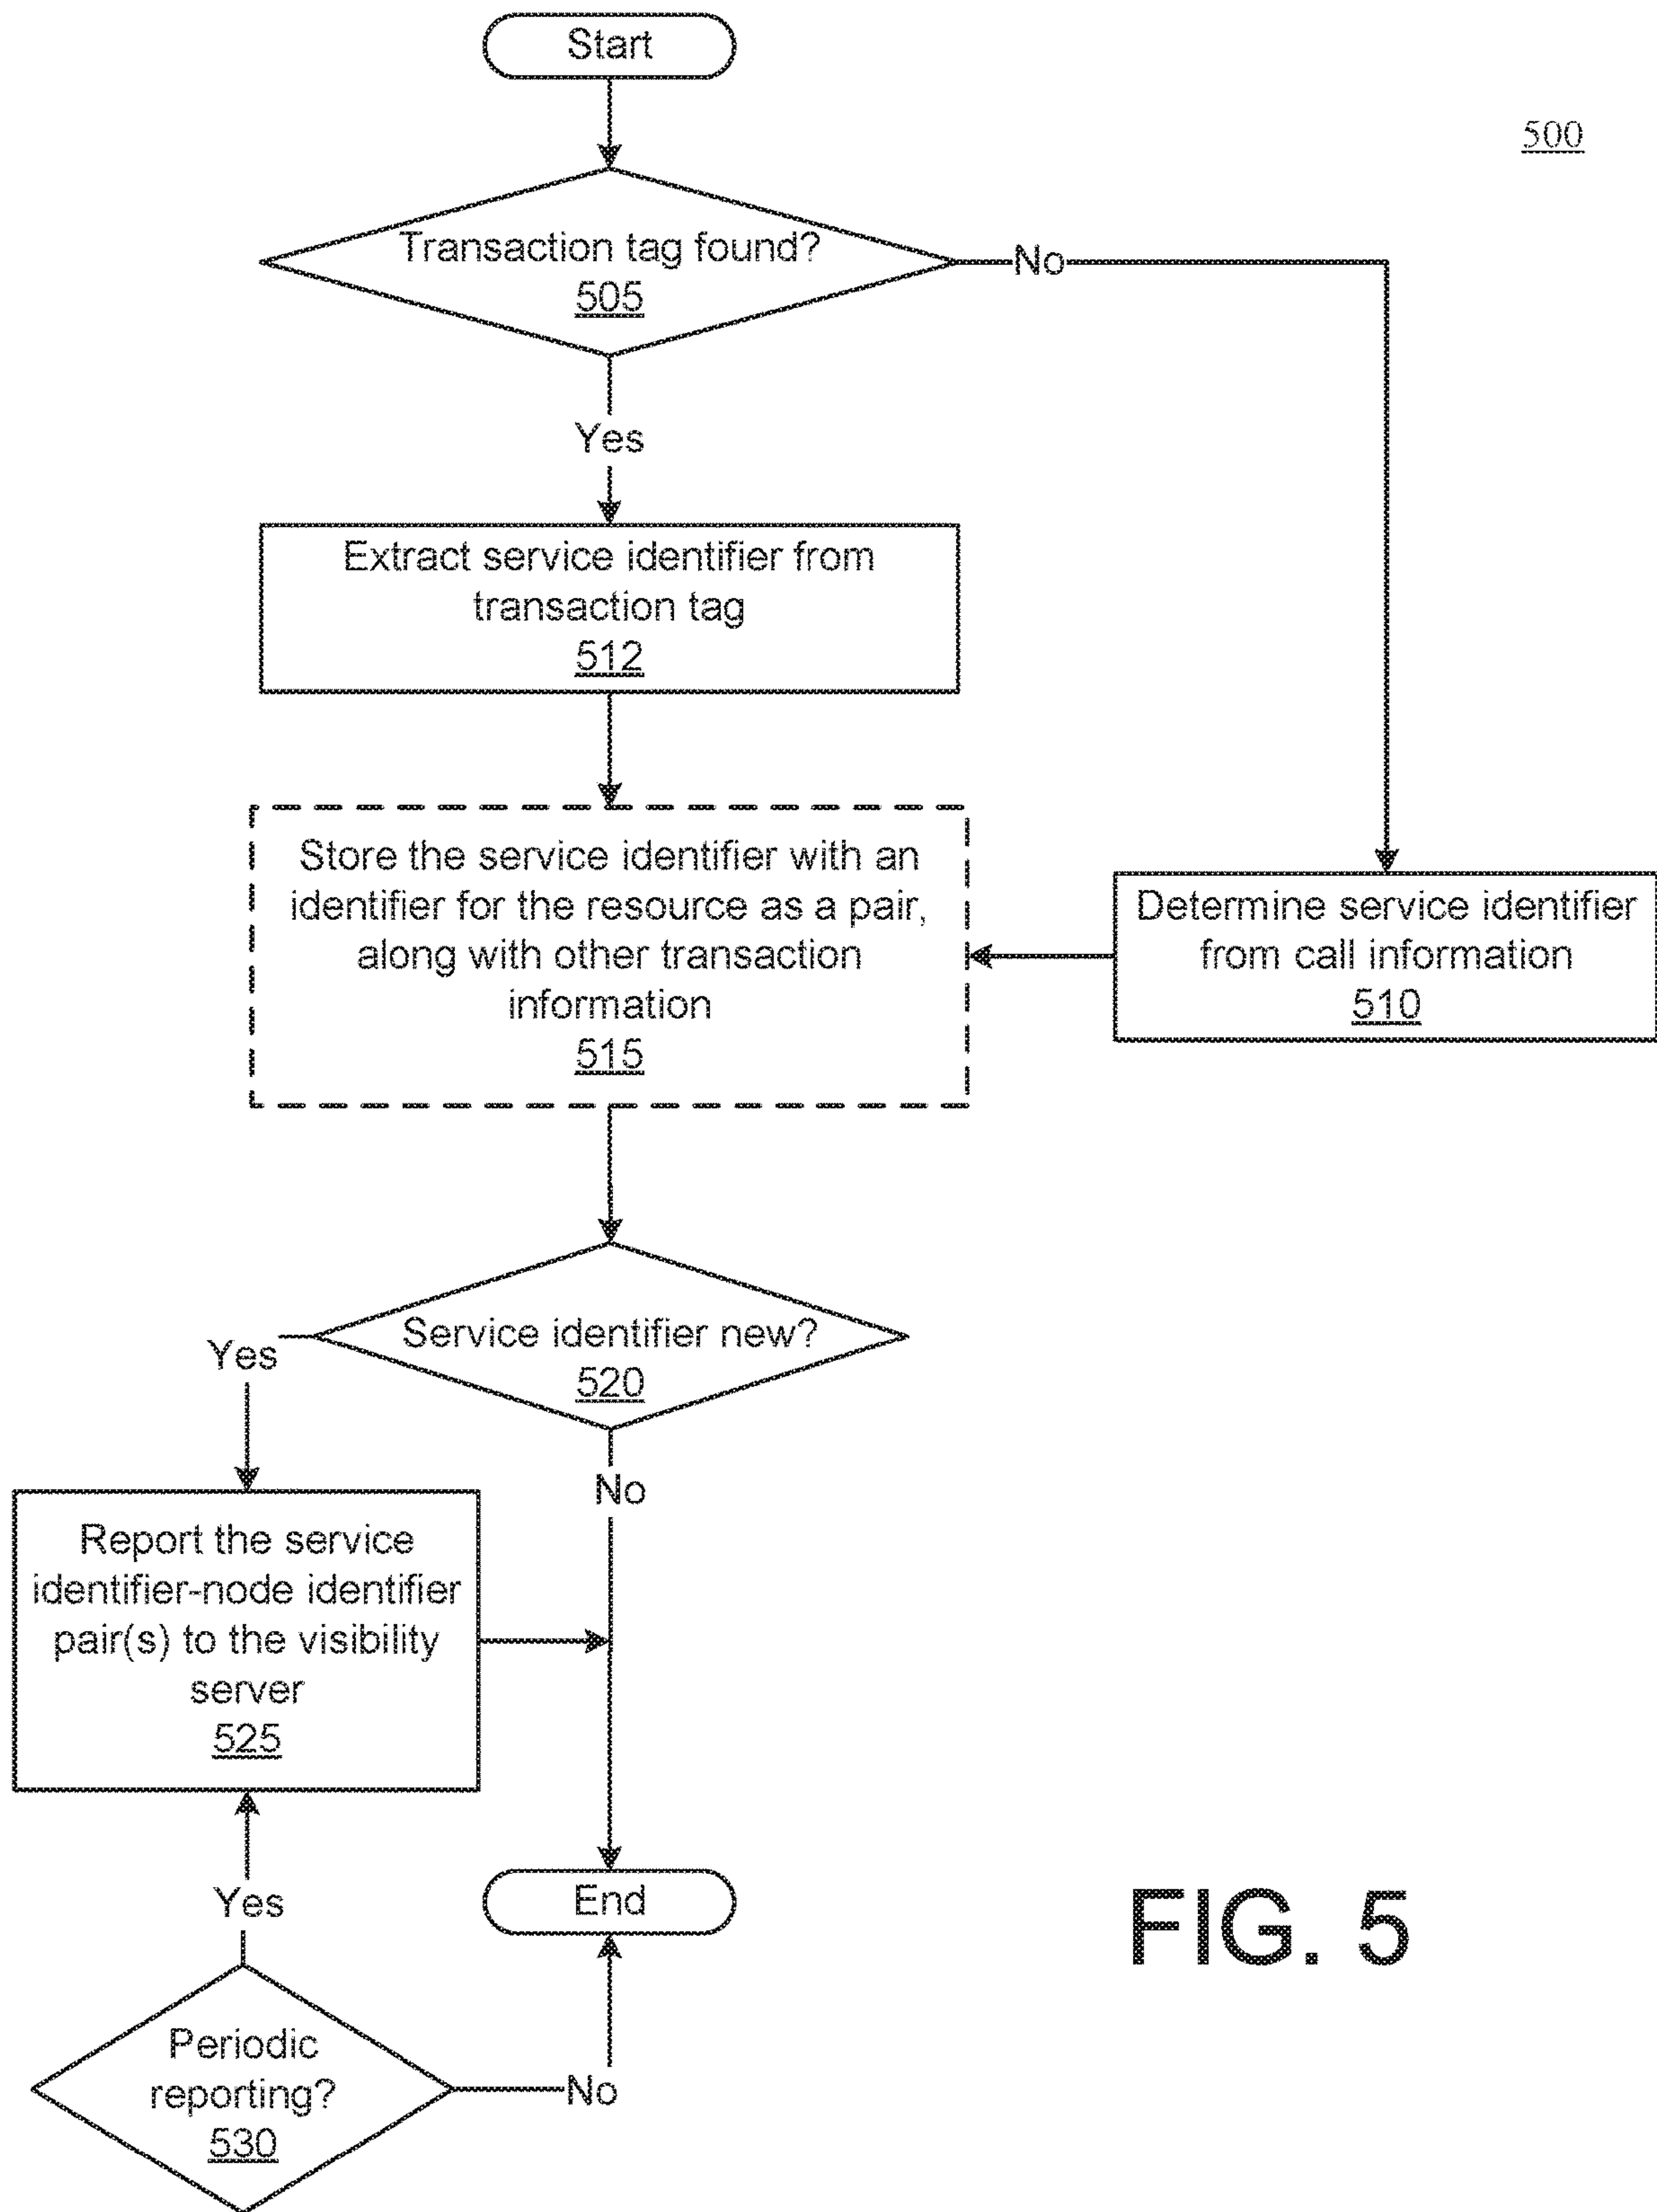 Start
500
Transaction tag found?
505
No
Yes
Extract service identifier from
transaction tag
512
Store the service identifier with an
identifier for the resource as a pair,
along with other transaction
information
515
Determine service identifier
from call information
510
Service identifier new?
520
Yes
No
Report the service
identifier-node identifier
pair(s) to the visibility
server
525
Yes
End
Periodic
reporting?
530
No
FIG. 5